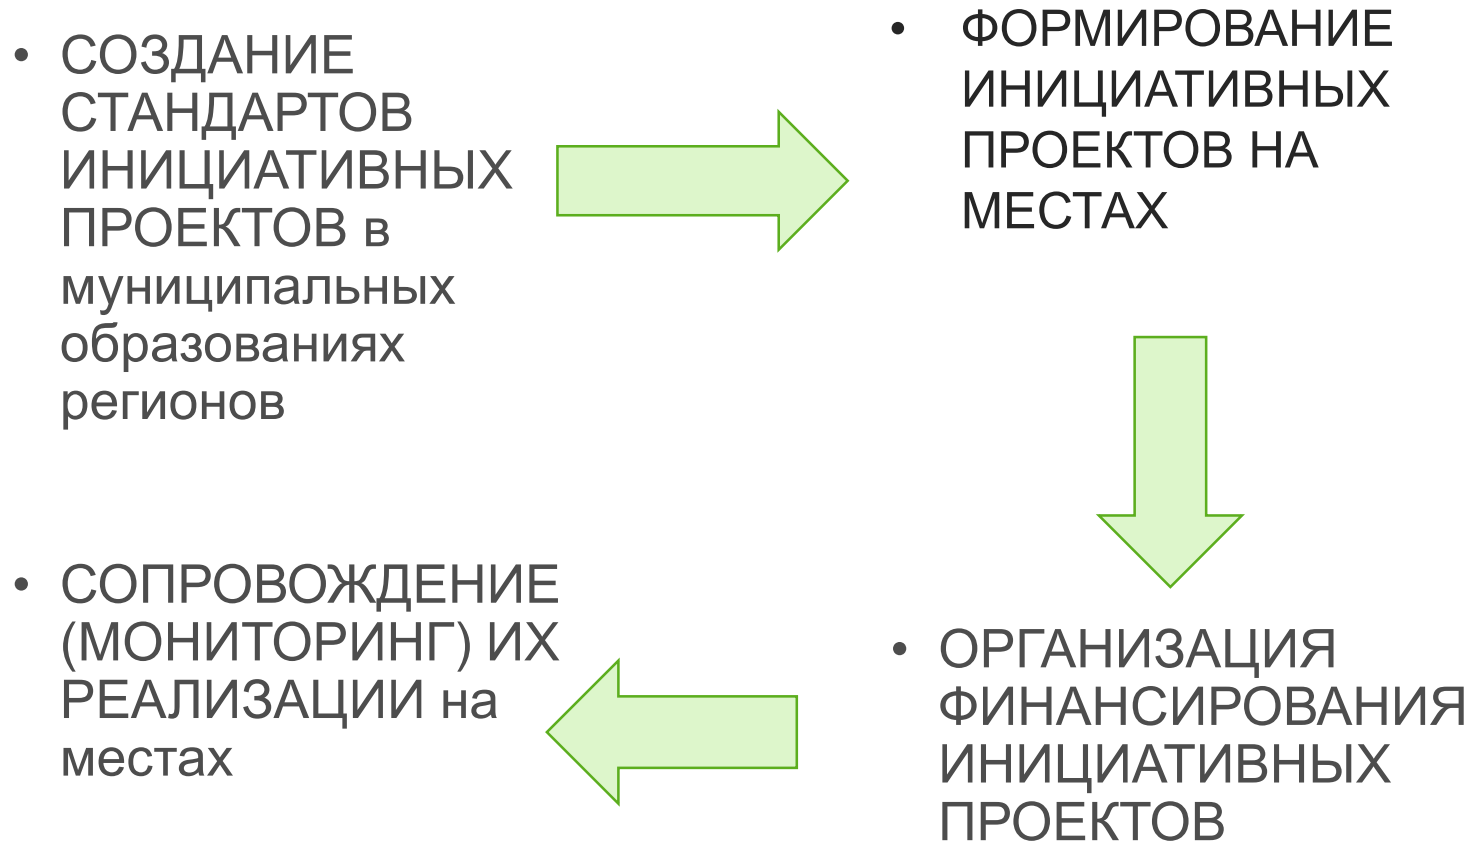 • СОЗДАНИЕ
СТАНДАРТОВ
ИНИЦИАТИВНЫХ
ПРОЕКТОВ в
муниципальных
образованиях
регионов
• ФОРМИРОВАНИЕ
ИНИЦИАТИВНЫХ
ПРОЕКТОВ НА
МЕСТАХ
• ОРГАНИЗАЦИЯ
ФИНАНСИРОВАНИЯ
ИНИЦИАТИВНЫХ
ПРОЕКТОВ
• СОПРОВОЖДЕНИЕ
(МОНИТОРИНГ) ИХ
РЕАЛИЗАЦИИ на
местах